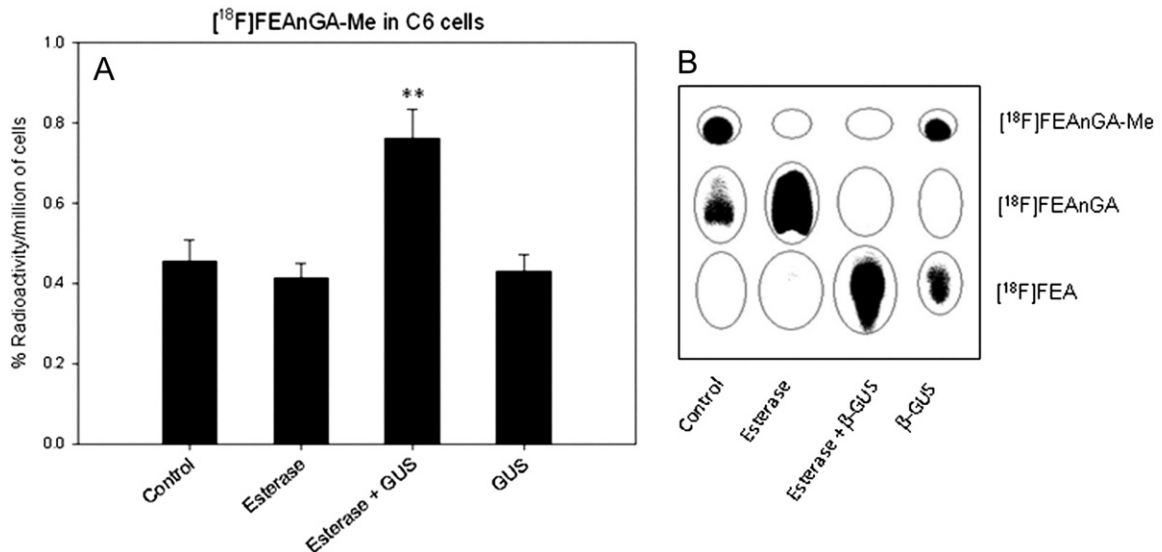 [¹⁸F]FEAnGA-Me in C6 cells
A
% Radioactivity/million of cells
1.0
0.8
0.6
0.4
0.2
0.0
**
Control
Esterase
Esterase + GUS
GUS
B
[¹⁸F]FEAnGA-Me
[¹⁸F]FEAnGA
[¹⁸F]FEA
Control
Esterase
Esterase + β-GUS
β-GUS